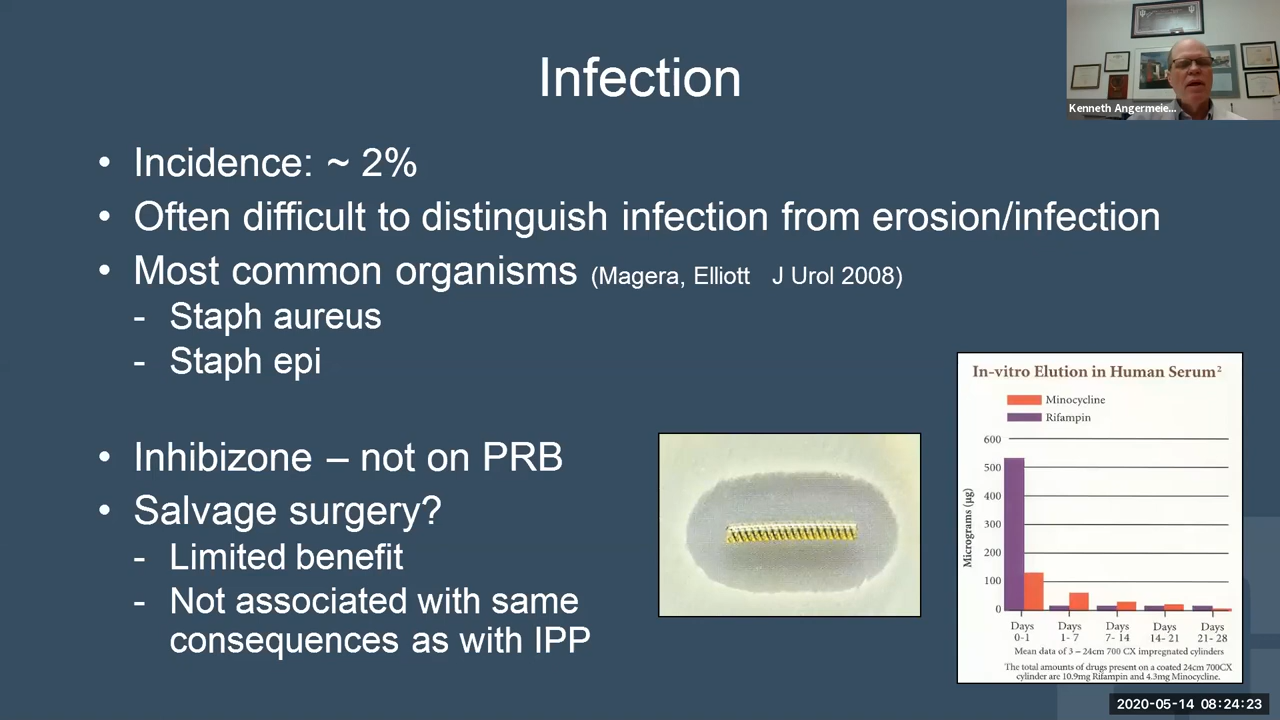 Infection
Kenneth Angermeie...
• Incidence: ~ 2%
• Often difficult to distinguish infection from erosion/infection
• Most common organisms (Magera, Elliott J Urol 2008)
- Staph aureus
- Staph epi
• Inhibizone – not on PRB
• Salvage surgery?
- Limited benefit
- Not associated with same
consequences as with IPP
In-vitro Elution in Human Serum²
Minocycline
Rifampin
Micrograms (µg)
600
500
400
300
200
100
0
Days Days Days Days Days
0-1 1- 7 7- 14 14- 21 21- 28
Mean data of 3 – 24cm 700 CX impregnated cylinders
The total amounts of drugs present on a coated 24cm 700CX
cylinder are 10.9mg Rifampin and 4.3mg Minocycline.
2020-05-14 08:24:23